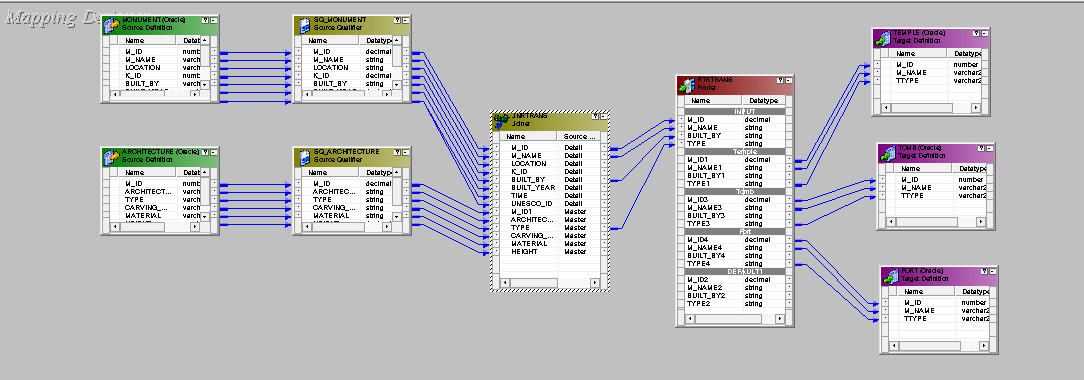 Mapping Designer
MONUMENT (Oracle)
Source Definition
Name Datat
M_ID numb
M_NAME varch
LOCATION varch
K_ID numb
BUILT_BY varch
SQ_MONUMENT
Source Qualifier
Name Datatyp
M_ID decimal
M_NAME string
LOCATION string
K_ID decimal
BUILT_BY string
ARCHITECTURE (Oracle)
Source Definition
Name Datat
M_ID numb
ARCHITECT... varch
TYPE varch
CARVING_... varch
MATERIAL varch
SQ_ARCHITECTURE
Source Qualifier
Name Datatyp
M_ID decimal
ARCHITECT... string
TYPE string
CARVING_... string
MATERIAL string
JNRTRANS
Joiner
Name Source ...
M_ID Detail
M_NAME Detail
LOCATION Detail
K_ID Detail
BUILT_BY Detail
BUILT_YEAR Detail
TIME Detail
UNESCO_ID Detail
M_ID1 Master
ARCHITEC... Master
TYPE Master
CARVING_... Master
MATERIAL Master
HEIGHT Master
RTRTRANS
Router
Name Datatype
INPUT
M_ID decimal
M_NAME string
BUILT_BY string
TYPE string
Temple
M_ID1 decimal
M_NAME1 string
BUILT_BY1 string
TYPE1 string
Tomb
M_ID3 decimal
M_NAME3 string
BUILT_BY3 string
TYPE3 string
Fort
M_ID4 decimal
M_NAME4 string
BUILT_BY4 string
TYPE4 string
DEFAULT1
M_ID2 decimal
M_NAME2 string
BUILT_BY2 string
TYPE2 string
TEMPLE (Oracle)
Target Definition
Name Datatype
M_ID number
M_NAME varchar2
TTYPE varchar2
TOMB (Oracle)
Target Definition
Name Datatype
M_ID number
M_NAME varchar2
TTYPE varchar2
FORT (Oracle)
Target Definition
Name Datatype
M_ID number
M_NAME varchar2
TTYPE varchar2